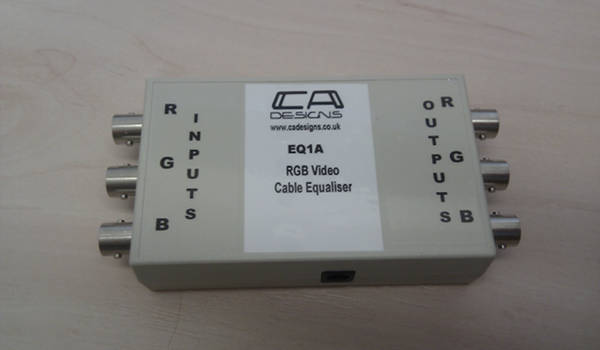 CA
DESIGNS
www.cadesigns.co.uk
EQ1A
RGB Video
Cable Equaliser
R
G
B
INPUTS
OUTPUTS
R
G
B